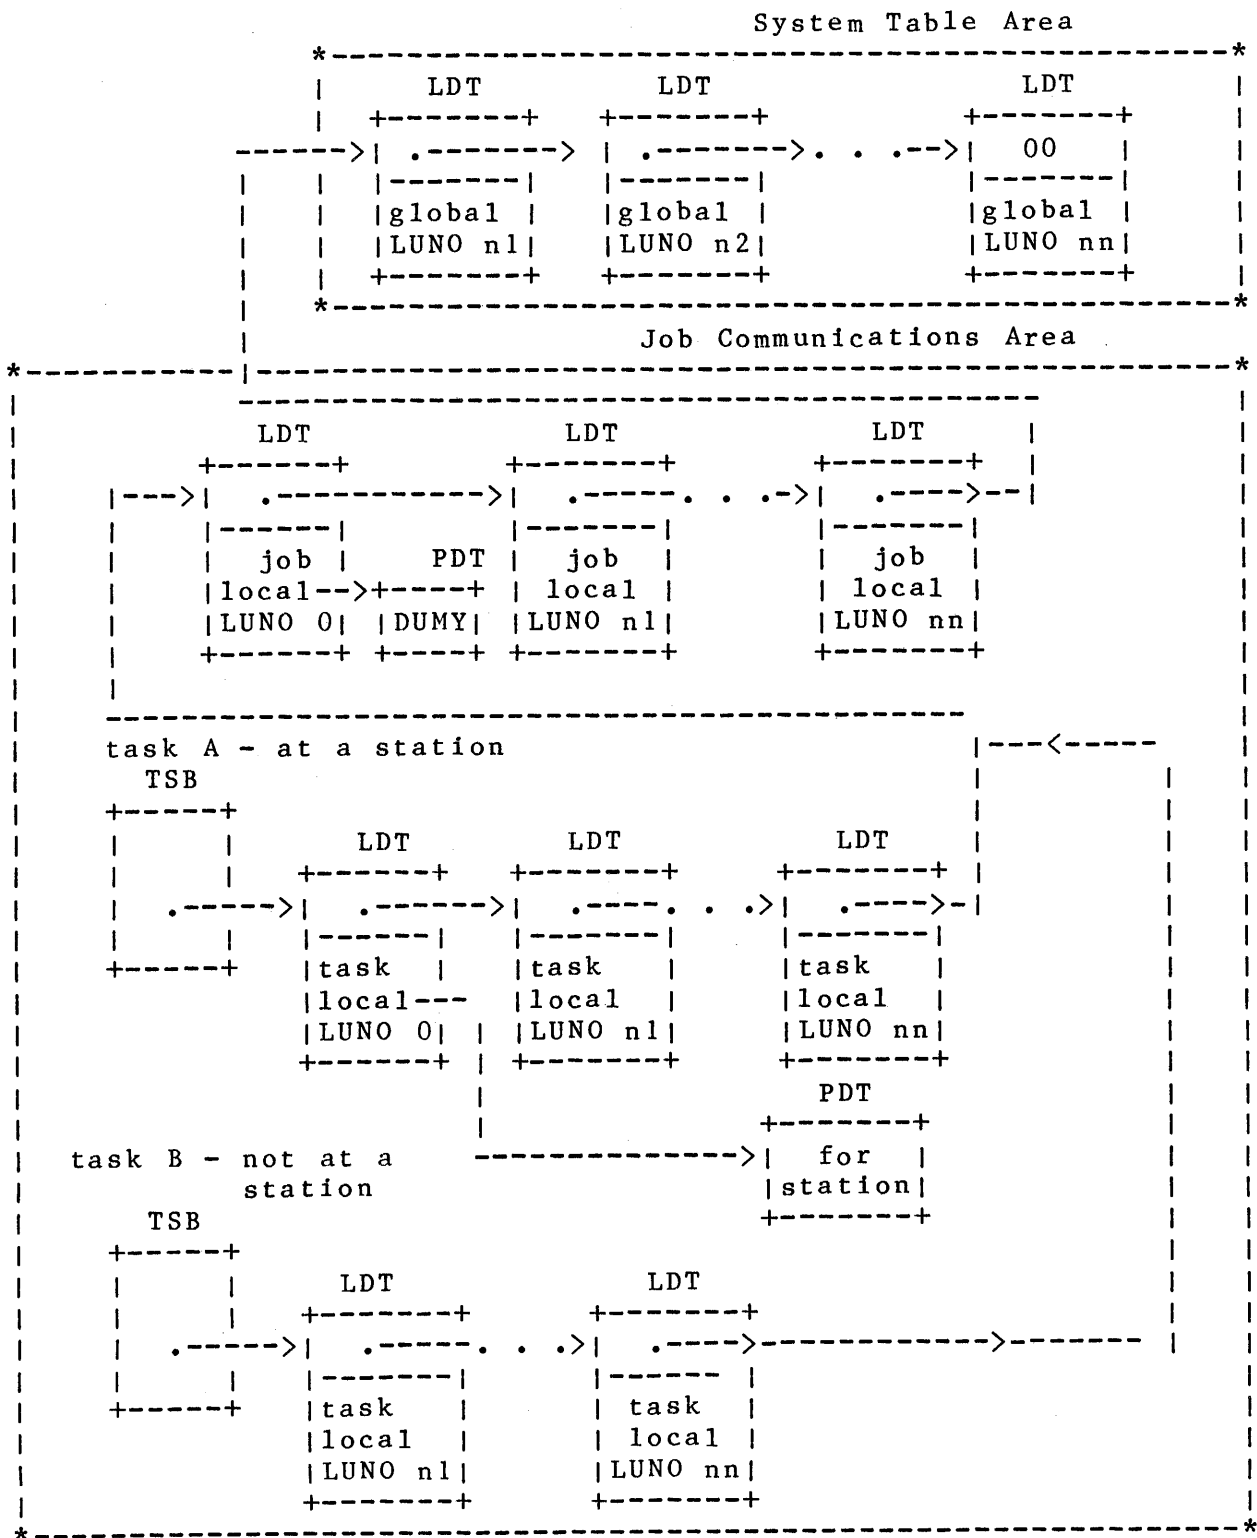 System Table Area
LDT LDT LDT
00
global global global
LUNO n1 LUNO n2 LUNO nn
Job Communications Area
LDT LDT LDT
job PDT job job
local local local
LUNO 0 DUMY LUNO n1 LUNO nn
task A - at a station
TSB
LDT LDT LDT
task task task
local local local
LUNO 0 LUNO n1 LUNO nn
PDT
task B - not at a for
station station
TSB
LDT LDT
task task
local local
LUNO n1 LUNO nn